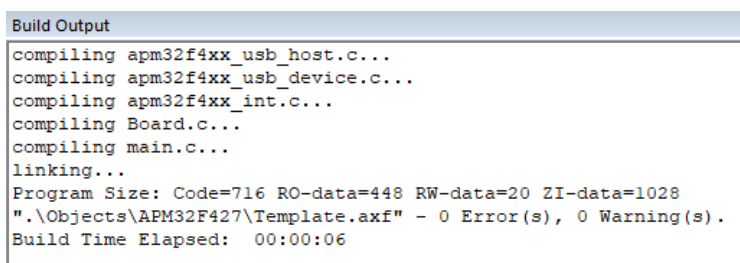 Build Output
compiling apm32f4xx_usb_host.c...
compiling apm32f4xx_usb_device.c...
compiling apm32f4xx_int.c...
compiling Board.c...
compiling main.c...
linking...
Program Size: Code=716 RO-data=448 RW-data=20 ZI-data=1028
".\Objects\APM32F427\Template.axf" - 0 Error(s), 0 Warning(s).
Build Time Elapsed:  00:00:06